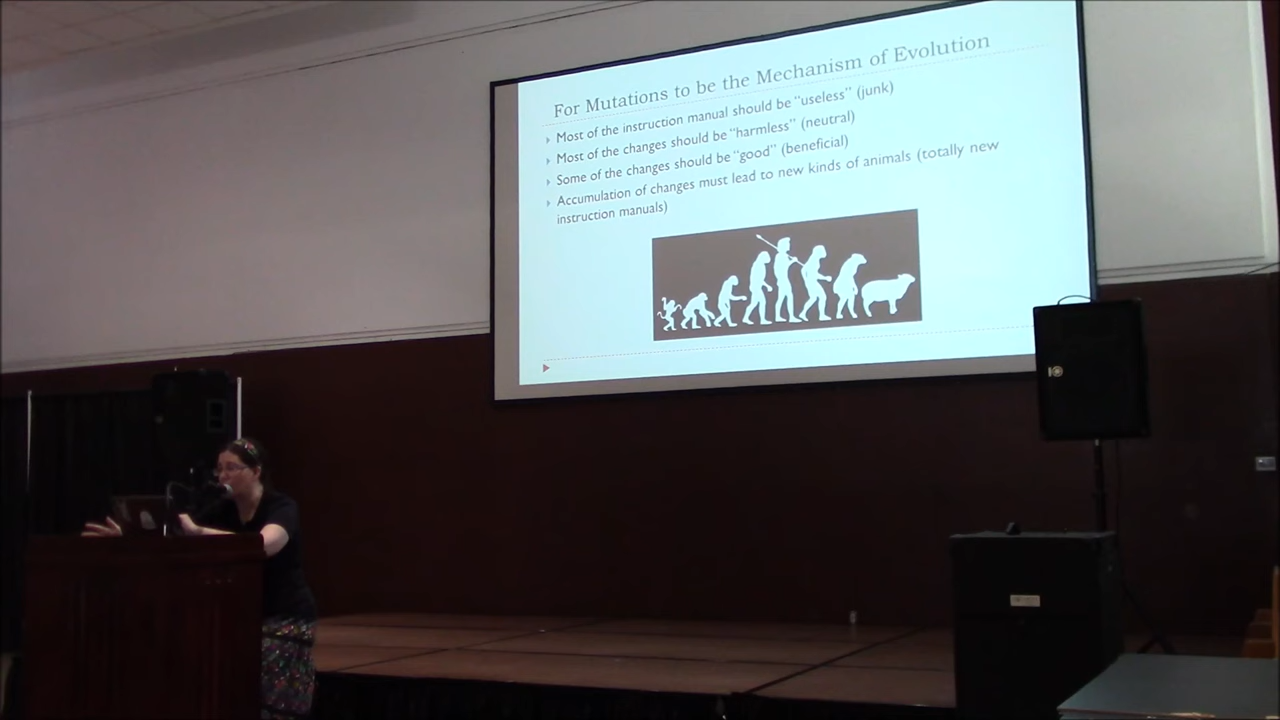 For Mutations to be the Mechanism of Evolution
Most of the instruction manual should be "useless" (junk)
Most of the changes should be "harmless" (neutral)
Some of the changes should be "good" (beneficial)
Accumulation of changes must lead to new kinds of animals (totally new
instruction manuals)